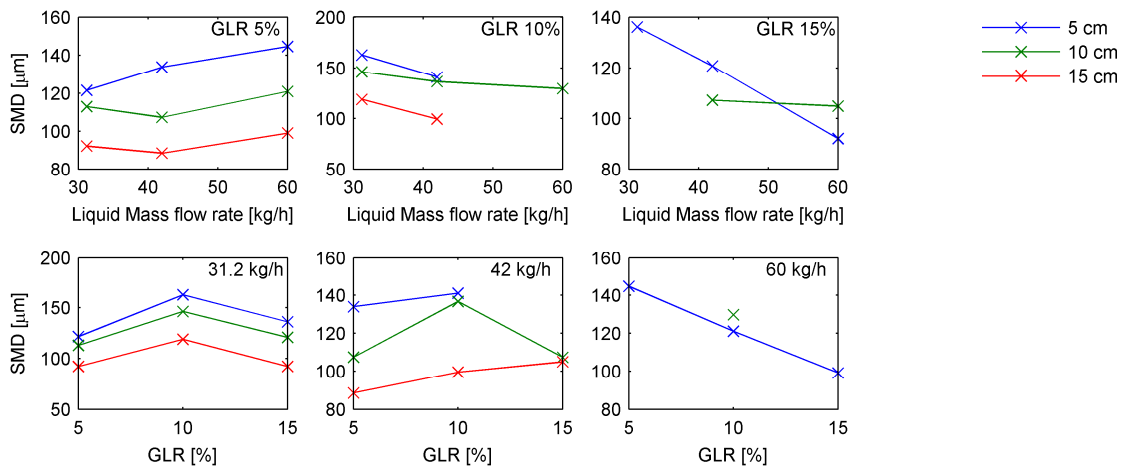 GLR 5%
SMD [µm]
160
140
120
100
80
30
40
50
60
Liquid Mass flow rate [kg/h]
GLR 10%
200
150
100
50
30
40
50
60
Liquid Mass flow rate [kg/h]
GLR 15%
140
120
100
80
30
40
50
60
Liquid Mass flow rate [kg/h]
5 cm
10 cm
15 cm
31.2 kg/h
SMD [µm]
200
150
100
50
5
10
15
GLR [%]
42 kg/h
160
140
120
100
80
5
10
15
GLR [%]
60 kg/h
160
140
120
100
80
5
10
15
GLR [%]